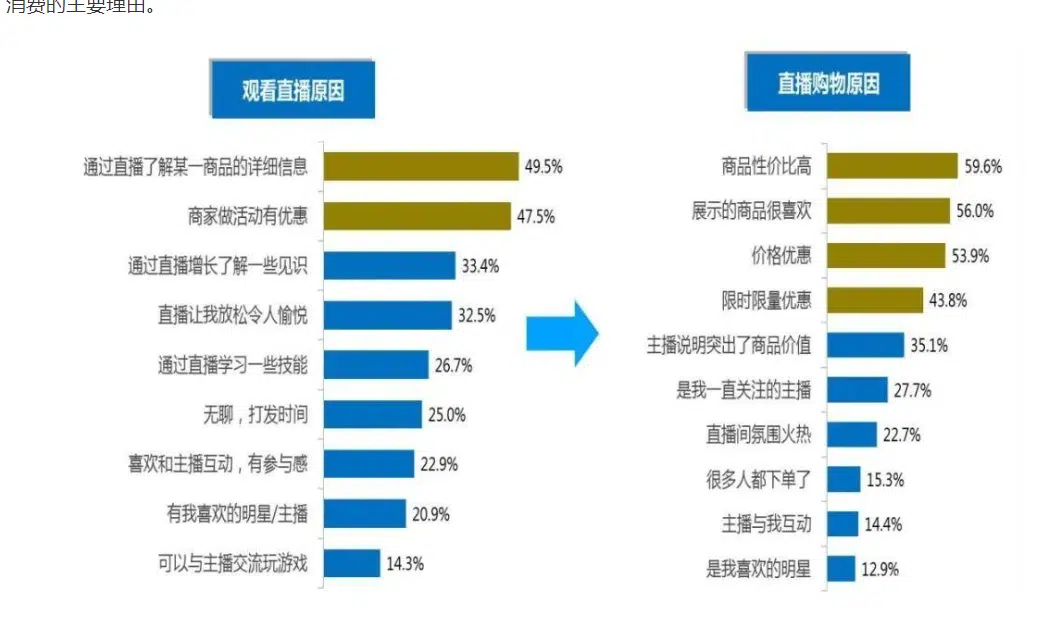 消费的主要理由。
观看直播原因
通过直播了解某一商品的详细信息 49.5%
商家做活动有优惠 47.5%
通过直播增长了解一些见识 33.4%
直播让我放松令人愉悦 32.5%
通过直播学习一些技能 26.7%
无聊，打发时间 25.0%
喜欢和主播互动，有参与感 22.9%
有我喜欢的明星/主播 20.9%
可以与主播交流玩游戏 14.3%
直播购物原因
商品性价比高 59.6%
展示的商品很喜欢 56.0%
价格优惠 53.9%
限时限量优惠 43.8%
主播说明突出了商品价值 35.1%
是我一直关注的主播 27.7%
直播间氛围火热 22.7%
很多人都下单了 15.3%
主播与我互动 14.4%
是我喜欢的明星 12.9%